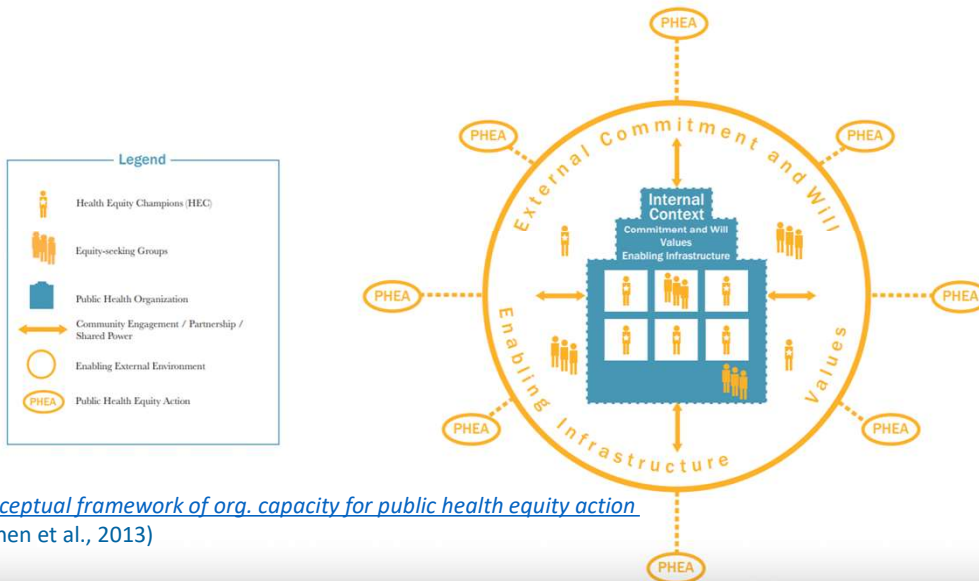 Legend
Health Equity Champions (HEC)
Equity-seeking Groups
Public Health Organization
Community Engagement / Partnership /
Shared Power
Enabling External Environment
PHEA
Public Health Equity Action
PHEA
PHEA
PHEA
External Commitment and Will
Internal
Context
Commitment and Will
Values
Enabling Infrastructure
PHEA
PHEA
Enabling Infrastructure
Values
PHEA
PHEA
PHEA
framework of org. capacity for public health equity action
et al., 2013)